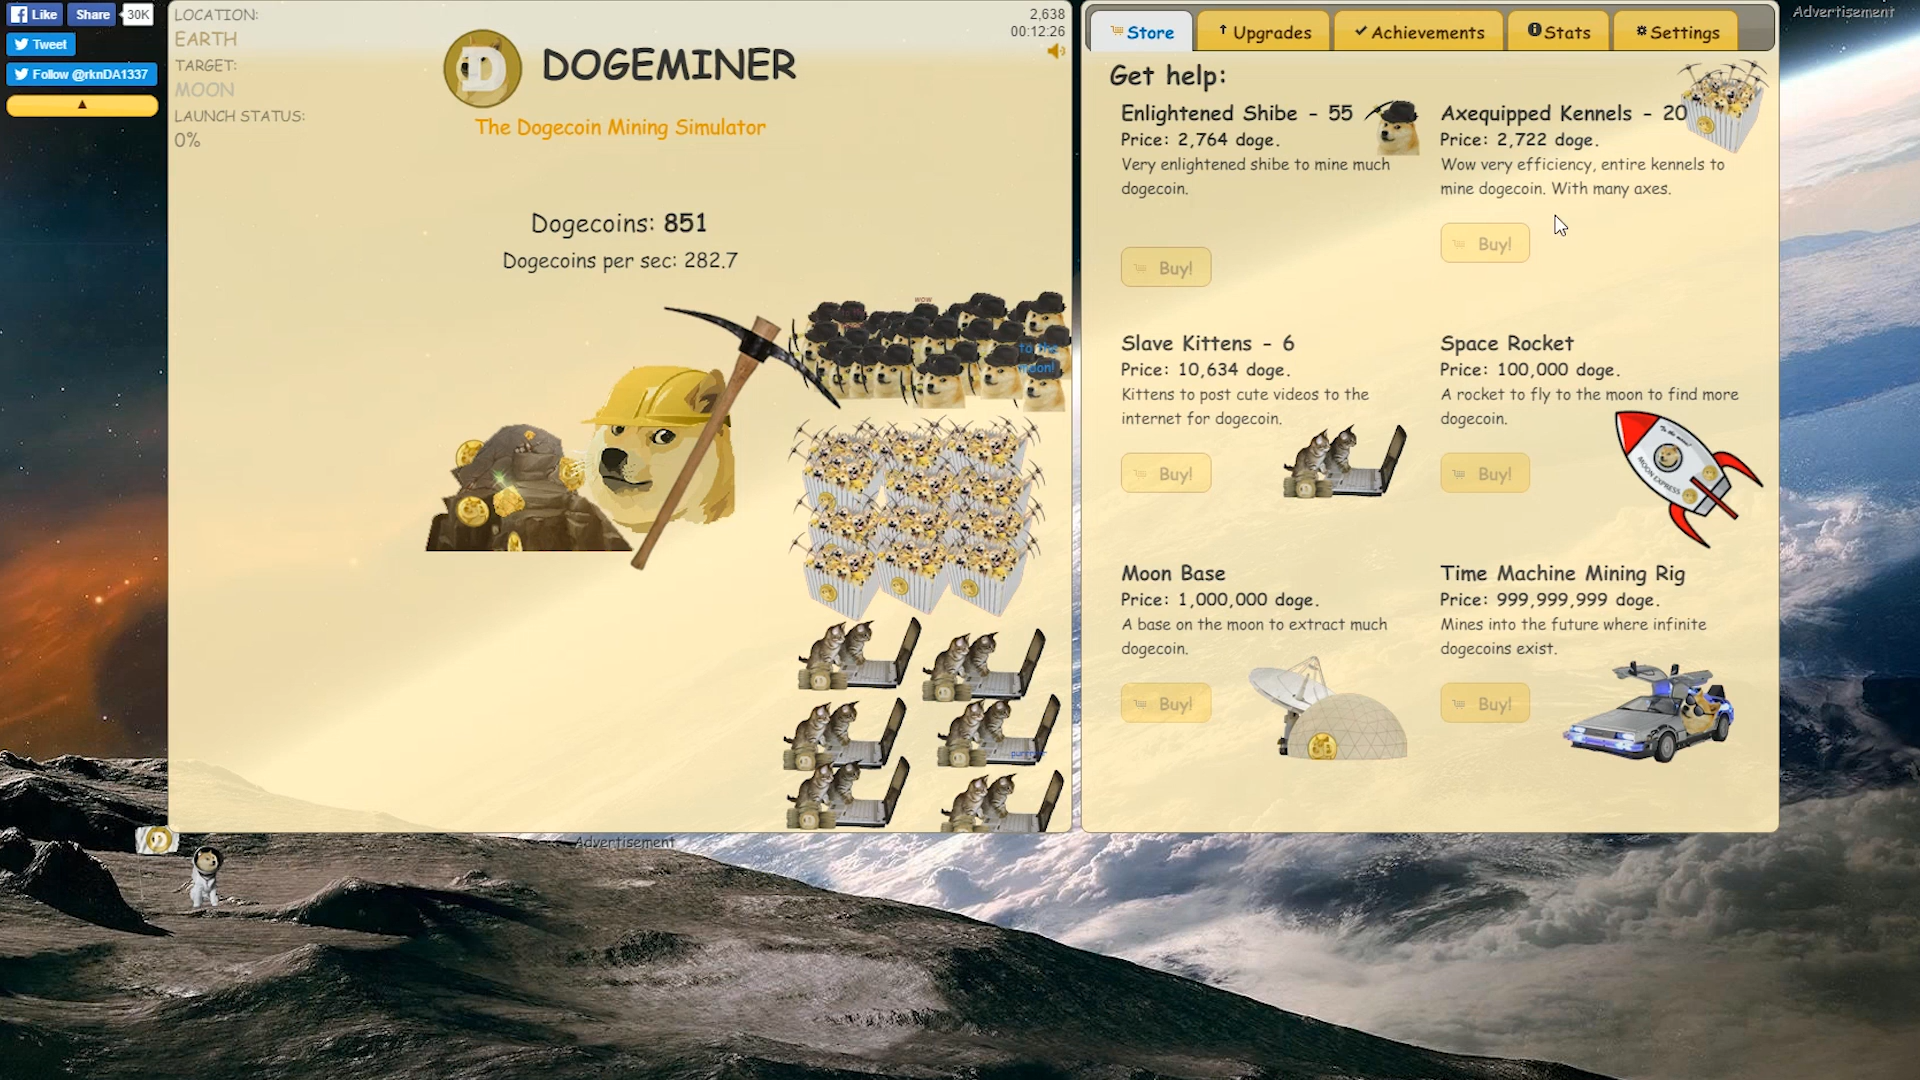 Like
Share
30K
Tweet
Follow @rknDA1337
LOCATION:
EARTH
TARGET:
MOON
LAUNCH STATUS:
0%
2,638
00:12:26
DOGEMINER
The Dogecoin Mining Simulator
Dogecoins: 851
Dogecoins per sec: 282.7
wow
to the
moon!
Advertisement
Store
Upgrades
Achievements
Stats
Settings
Advertisement
Get help:
Enlightened Shibe - 55
Price: 2,764 doge.
Very enlightened shibe to mine much
dogecoin.
Buy!
Axequipped Kennels - 20
Price: 2,722 doge.
Wow very efficiency, entire kennels to
mine dogecoin. With many axes.
Buy!
Slave Kittens - 6
Price: 10,634 doge.
Kittens to post cute videos to the
internet for dogecoin.
Buy!
Space Rocket
Price: 100,000 doge.
A rocket to fly to the moon to find more
dogecoin.
Buy!
MOON EXPRESS
Moon Base
Price: 1,000,000 doge.
A base on the moon to extract much
dogecoin.
Buy!
Time Machine Mining Rig
Price: 999,999,999 doge.
Mines into the future where infinite
dogecoins exist.
Buy!